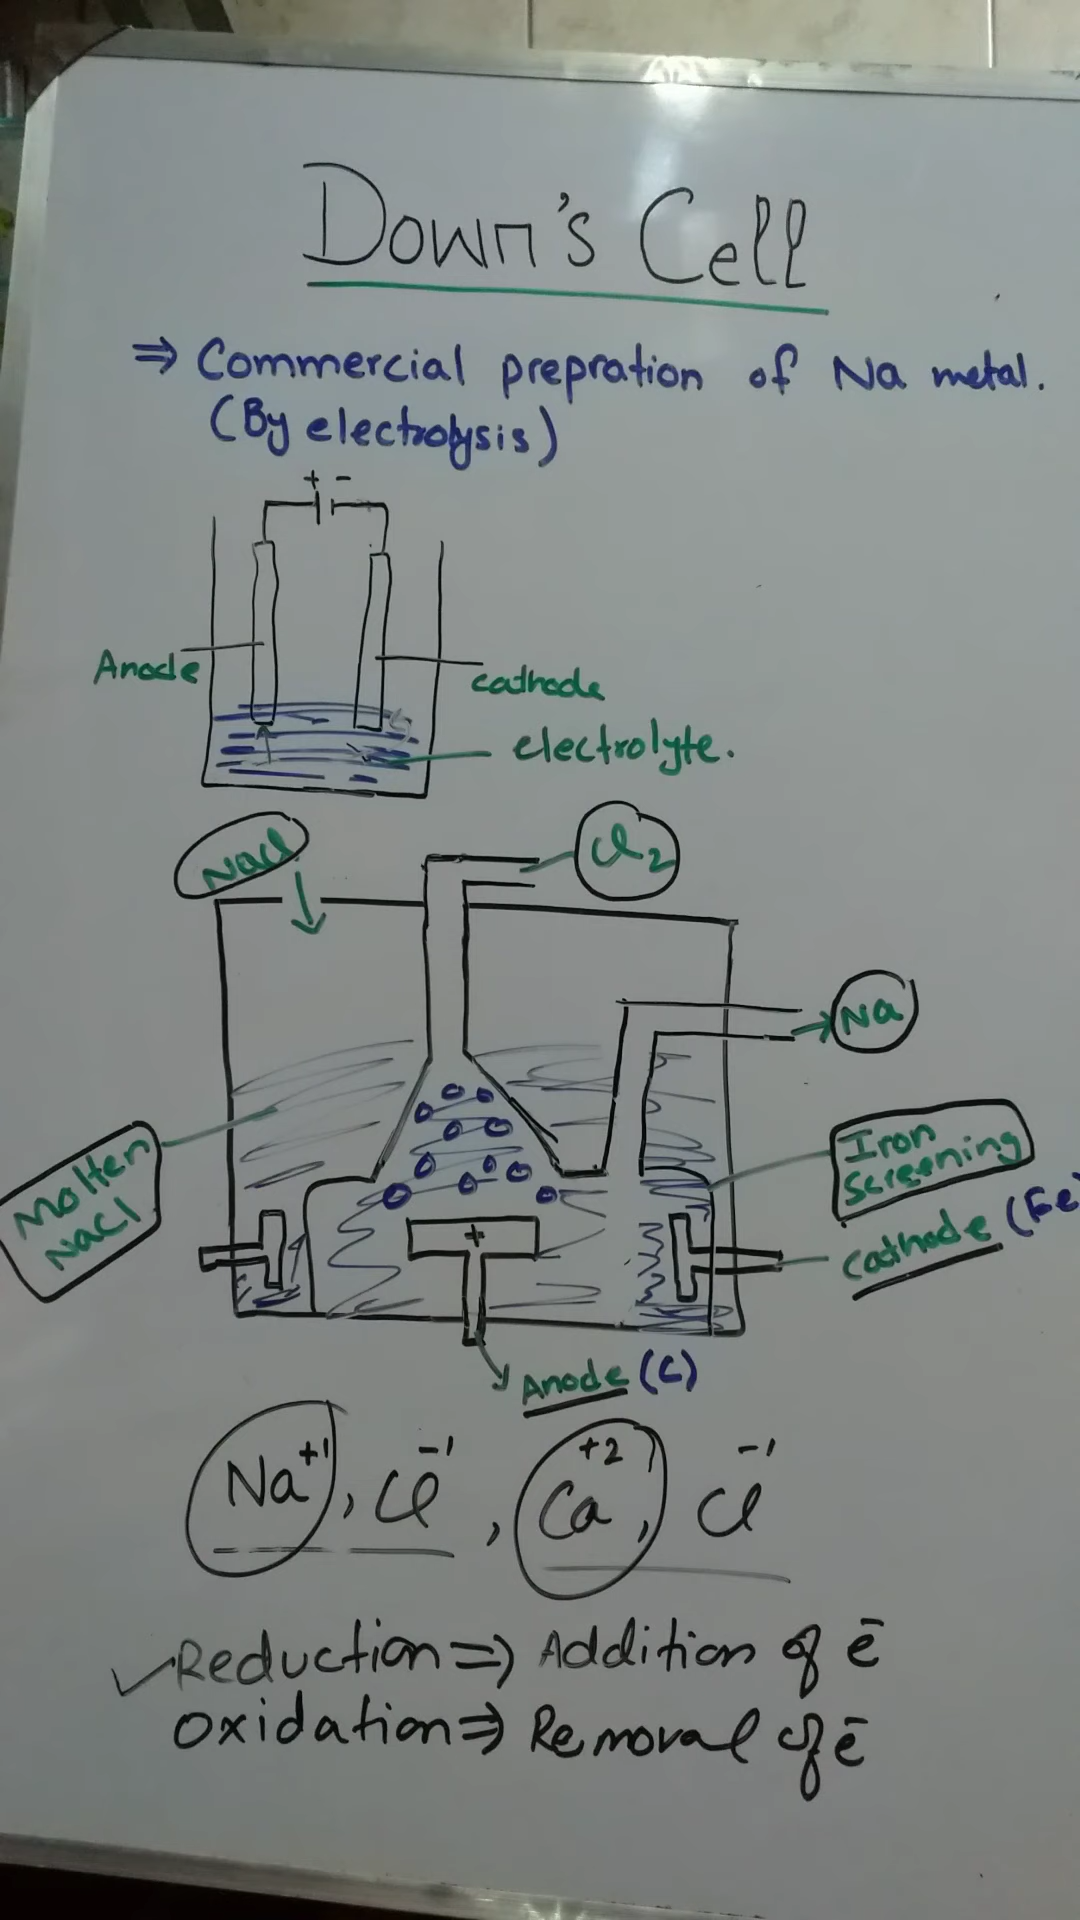 Down's Cell
⇒ Commercial prepration of Na metal.
(By electrolysis)
+ -
Anode
cathode
electrolyte.
NaCl
Cl₂
Na
Molten
NaCl
Iron
Screening
Cathode (Fe)
+
Anode (C)
Na⁺¹, Cl⁻¹, Ca⁺², Cl⁻¹
✓Reduction ⇒ Addition of ē
Oxidation ⇒ Removal of ē